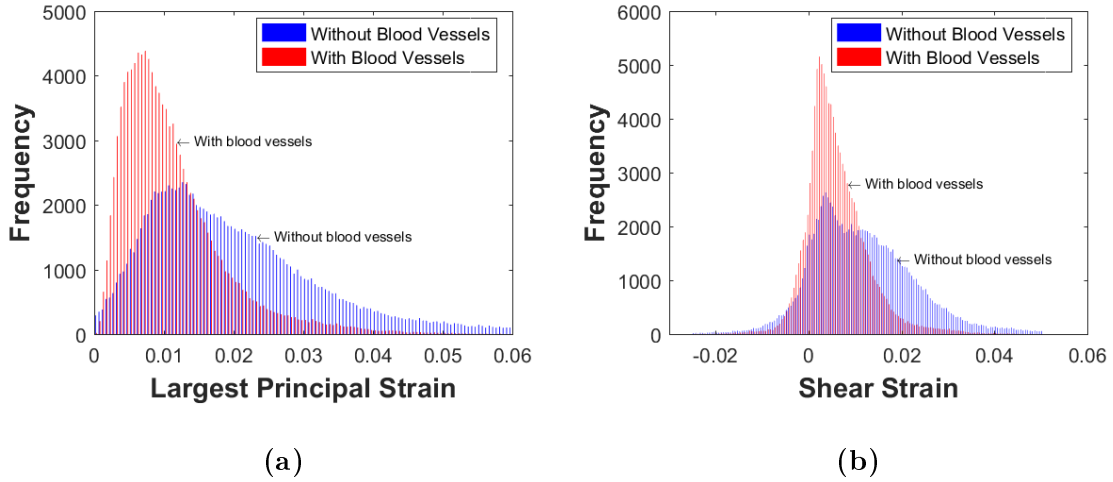 5000
4000
3000
2000
1000
0
Frequency
Without Blood Vessels
With Blood Vessels
← With blood vessels
← Without blood vessels
0 0.01 0.02 0.03 0.04 0.05 0.06
Largest Principal Strain
(a)
6000
5000
4000
3000
2000
1000
0
Frequency
Without Blood Vessels
With Blood Vessels
← With blood vessels
← Without blood vessels
-0.02 0 0.02 0.04 0.06
Shear Strain
(b)